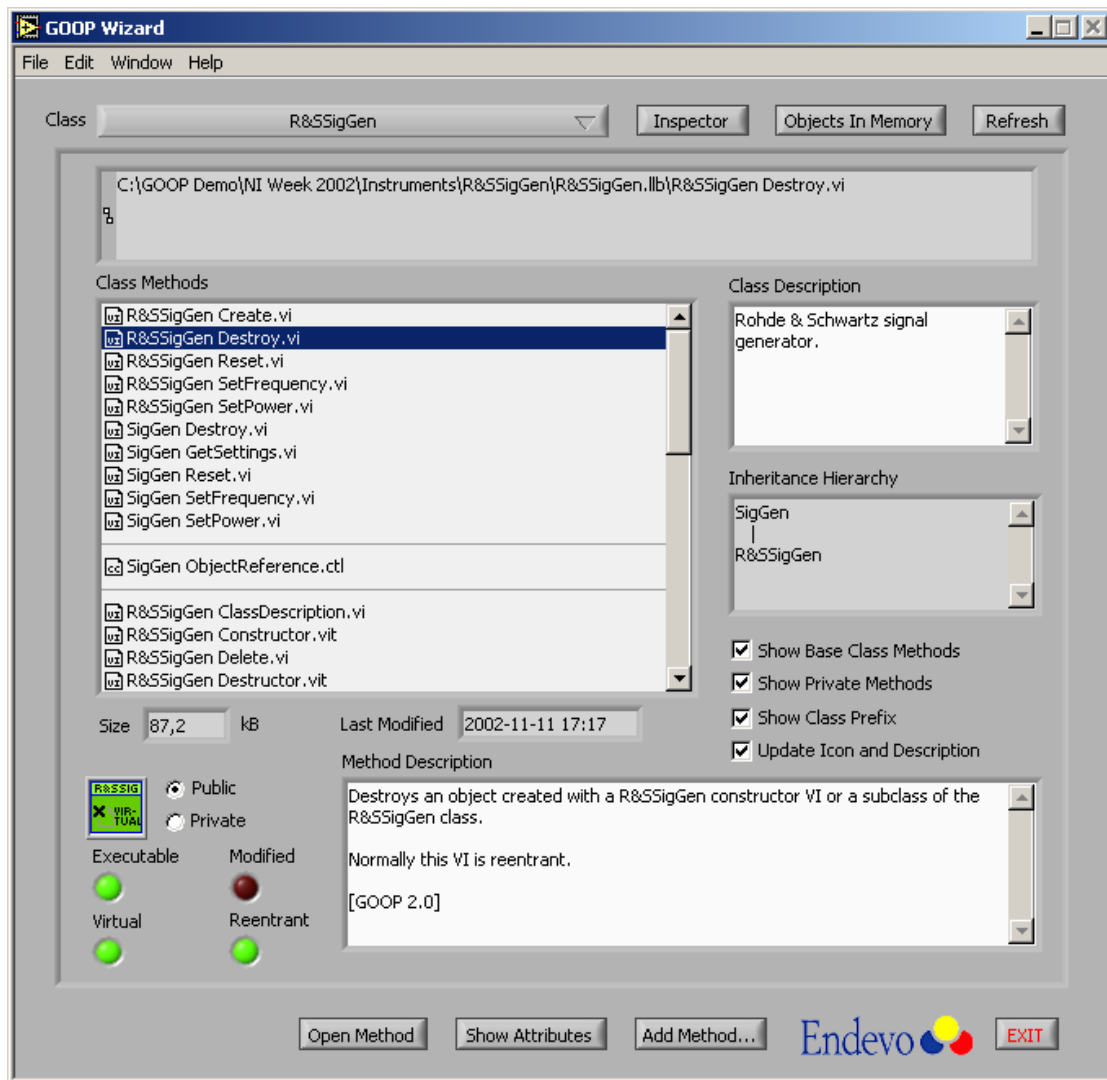 GOOP Wizard
File Edit Window Help
Class R&SSigGen Inspector Objects In Memory Refresh
C:\GOOP Demo\NI Week 2002\Instruments\R&SSigGen\R&SSigGen.llb\R&SSigGen Destroy.vi
Class Methods
R&SSigGen Create.vi
R&SSigGen Destroy.vi
R&SSigGen Reset.vi
R&SSigGen SetFrequency.vi
R&SSigGen SetPower.vi
SigGen Destroy.vi
SigGen GetSettings.vi
SigGen Reset.vi
SigGen SetFrequency.vi
SigGen SetPower.vi
SigGen ObjectReference.ctl
R&SSigGen ClassDescription.vi
R&SSigGen Constructor.vit
R&SSigGen Delete.vi
R&SSigGen Destructor.vit
Class Description
Rohde & Schwartz signal
generator.
Inheritance Hierarchy
SigGen
R&SSigGen
Show Base Class Methods
Show Private Methods
Show Class Prefix
Update Icon and Description
Size 87,2 kB Last Modified 2002-11-11 17:17
R&SSIG
VIR-
TUAL
Public
Private
Executable Modified
Virtual Reentrant
Method Description
Destroys an object created with a R&SSigGen constructor VI or a subclass of the
R&SSigGen class.
Normally this VI is reentrant.
[GOOP 2.0]
Open Method Show Attributes Add Method... Endevo EXIT